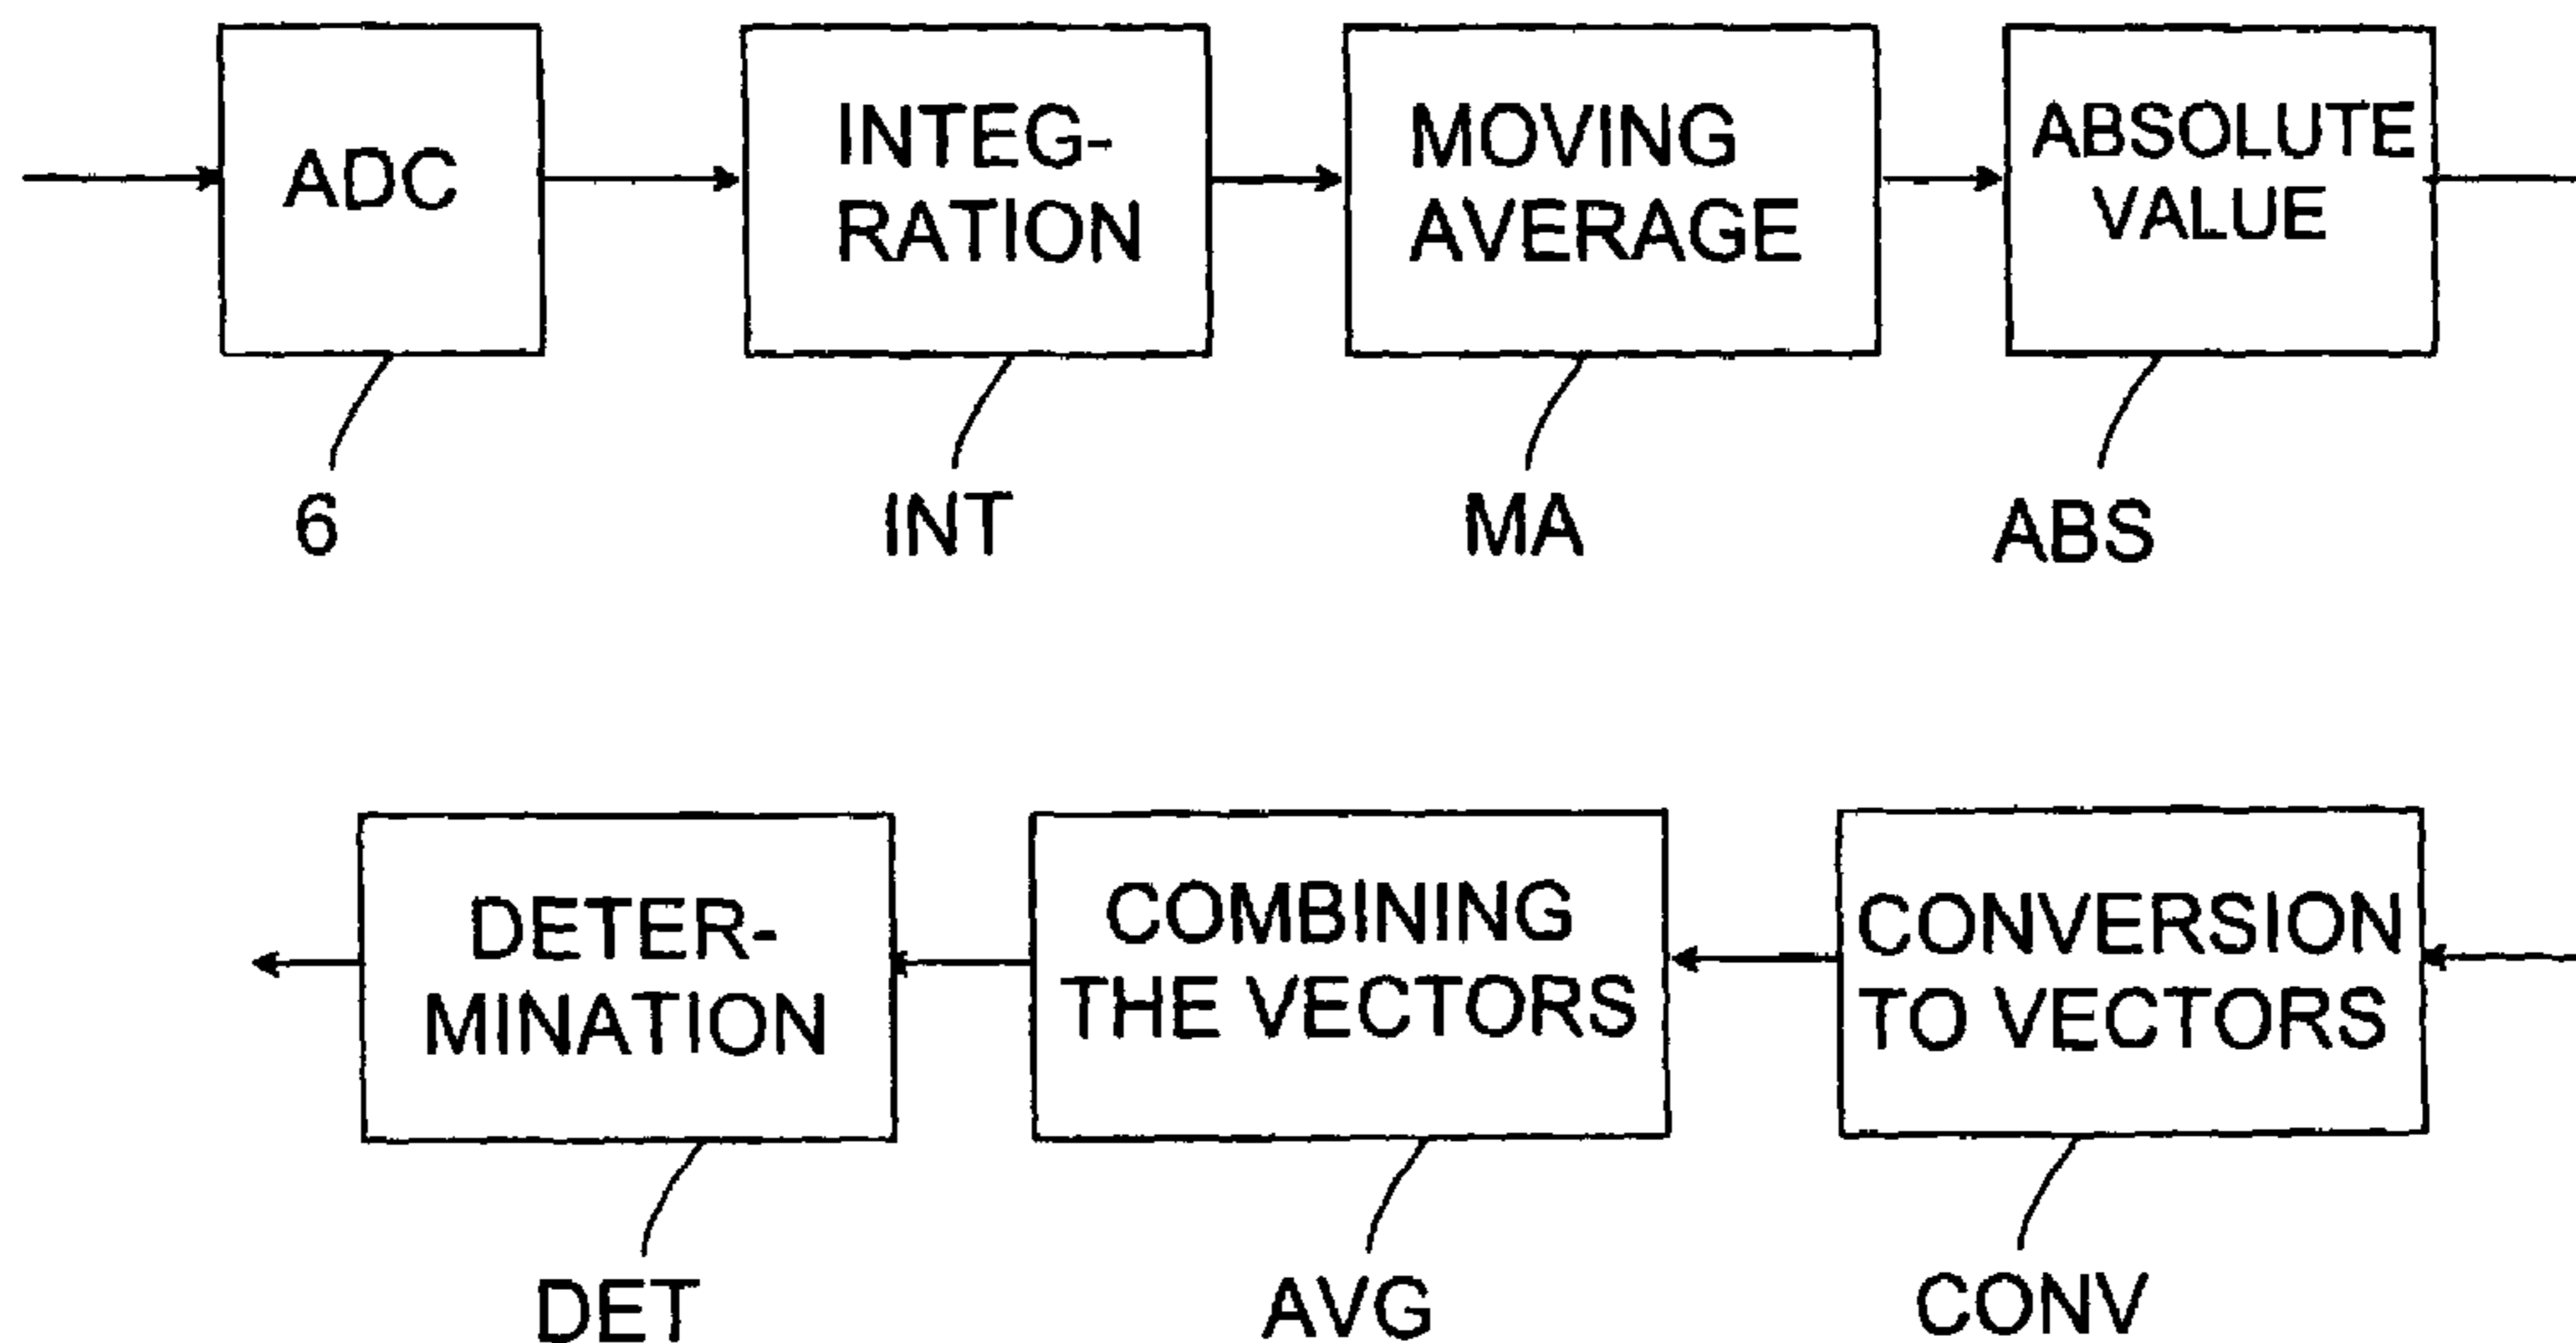 ADC
INTEG-
RATION
MOVING
AVERAGE
ABSOLUTE
VALUE
6
INT
MA
ABS
DETER-
MINATION
COMBINING
THE VECTORS
CONVERSION
TO VECTORS
DET
AVG
CONV